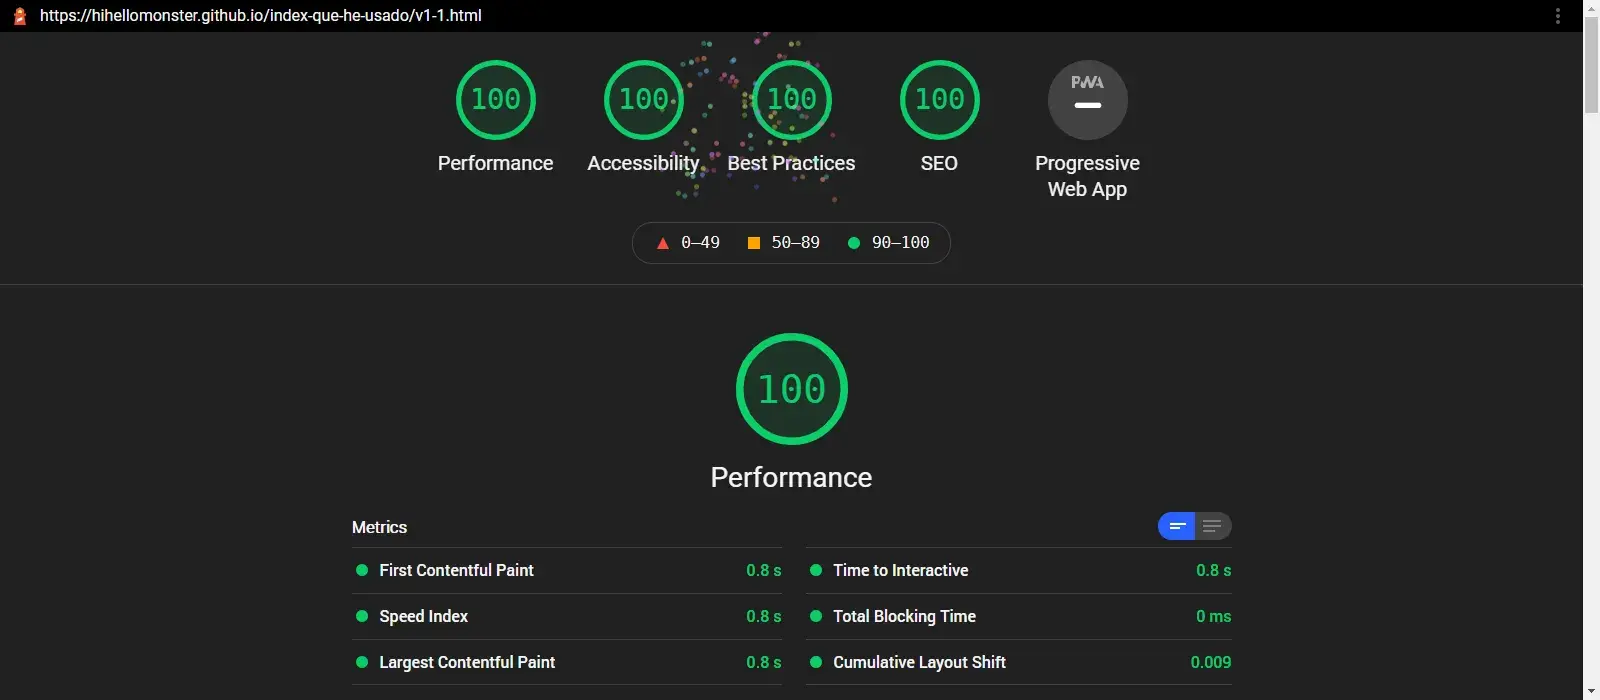 https://hihellomonster.github.io/index-que-he-usado/v1-1.html
100 100 100 100 PWA
Performance Accessibility Best Practices SEO Progressive
Web App
0–49 50–89 90–100
100
Performance
Metrics
First Contentful Paint 0.8 s Time to Interactive 0.8 s
Speed Index 0.8 s Total Blocking Time 0 ms
Largest Contentful Paint 0.8 s Cumulative Layout Shift 0.009